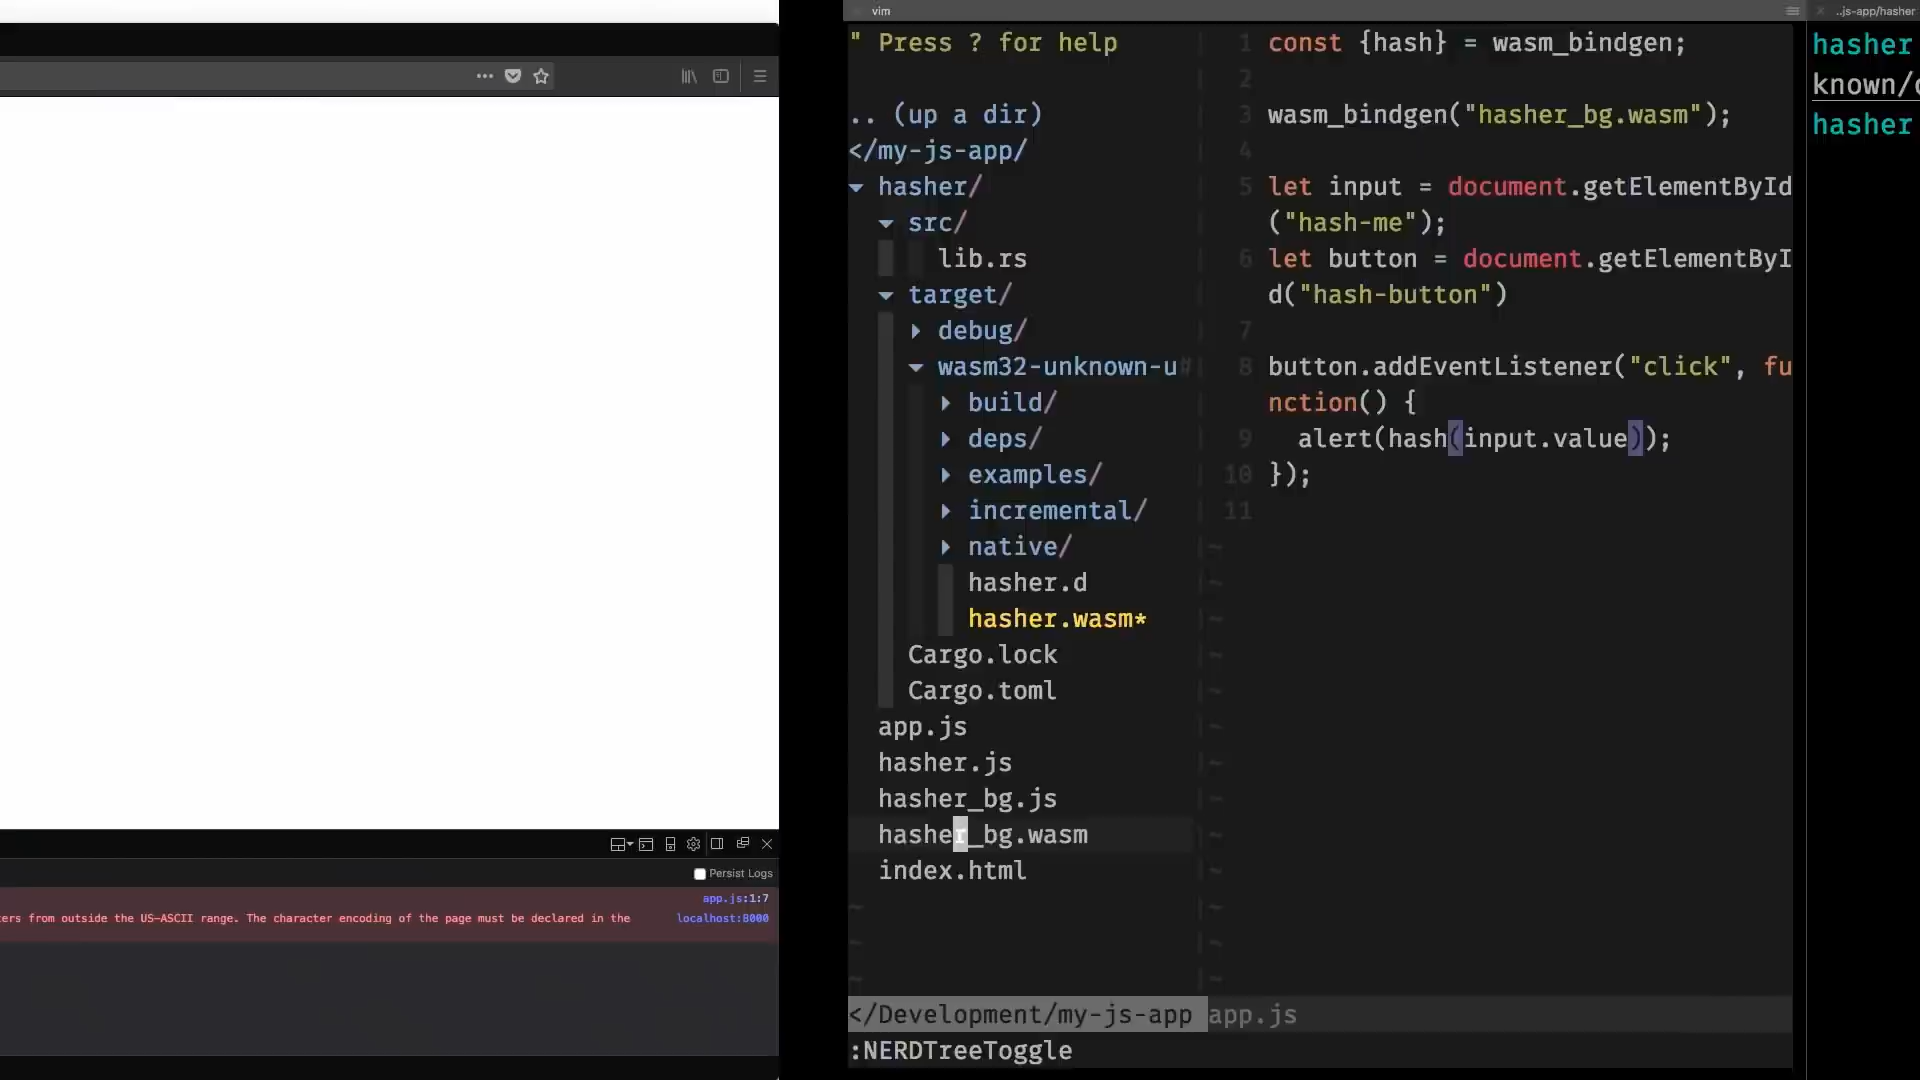 vim
..js-app/hasher
" Press ? for help
.. (up a dir)
</my-js-app/
hasher/
src/
lib.rs
target/
debug/
wasm32-unknown-u
build/
deps/
examples/
incremental/
native/
hasher.d
hasher.wasm*
Cargo.lock
Cargo.toml
app.js
hasher.js
hasher_bg.js
hasher_bg.wasm
index.html
</Development/my-js-app
1 const {hash} = wasm_bindgen;
2
3 wasm_bindgen("hasher_bg.wasm");
4
5 let input = document.getElementById
("hash-me");
6 let button = document.getElementByI
d("hash-button")
7
8 button.addEventListener("click", fu
nction() {
9 alert(hash(input.value));
10 });
11
app.js
:NERDTreeToggle
hasher
known/
hasher
Persist Logs
app.js:1:7
ters from outside the US-ASCII range. The character encoding of the page must be declared in the
localhost:8000